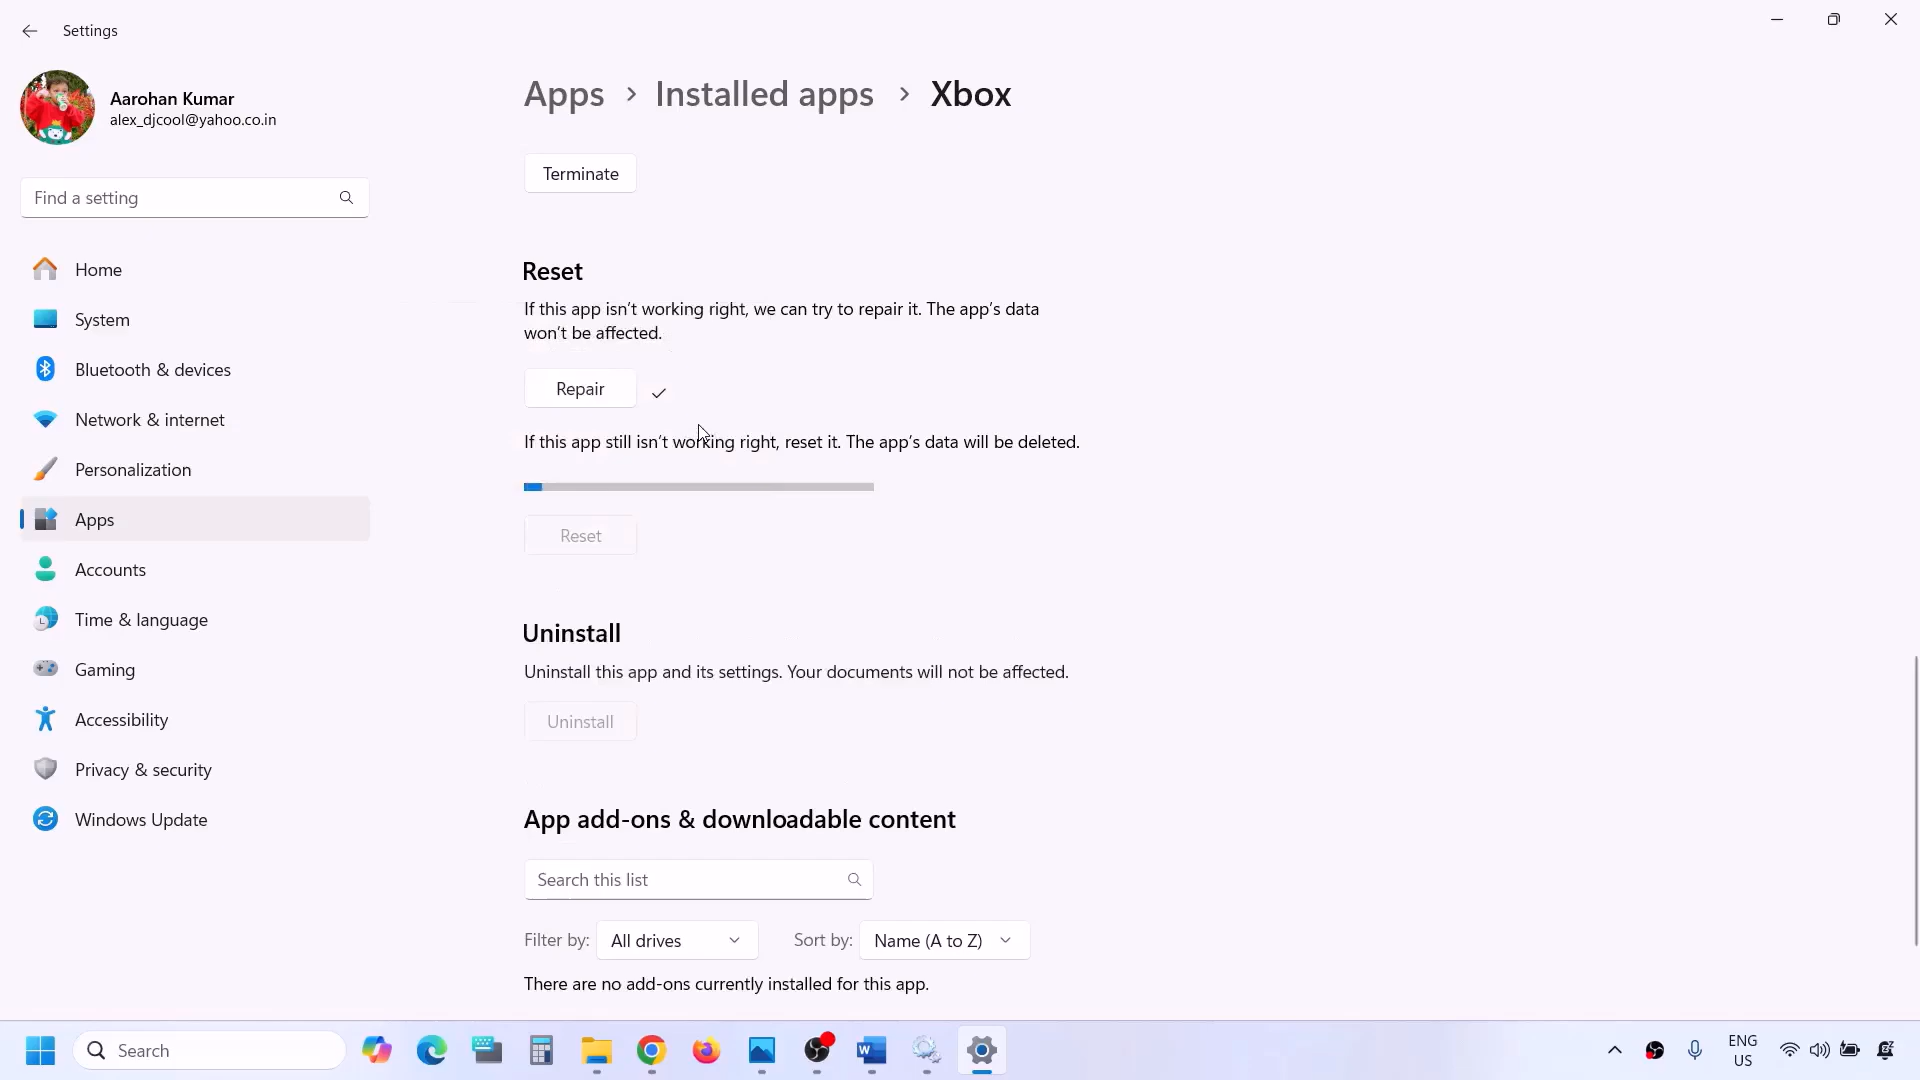 Settings
Aarohan Kumar
alex_djcool@yahoo.co.in
Find a setting
Home
System
Bluetooth & devices
Network & internet
Personalization
Apps
Accounts
Time & language
Gaming
Accessibility
Privacy & security
Windows Update
Apps > Installed apps > Xbox
Terminate
Reset
If this app isn't working right, we can try to repair it. The app's data
won't be affected.
Repair
If this app still isn't working right, reset it. The app's data will be deleted.
Reset
Uninstall
Uninstall this app and its settings. Your documents will not be affected.
Uninstall
App add-ons & downloadable content
Search this list
Filter by: All drives Sort by: Name (A to Z)
There are no add-ons currently installed for this app.
Search
ENG
US